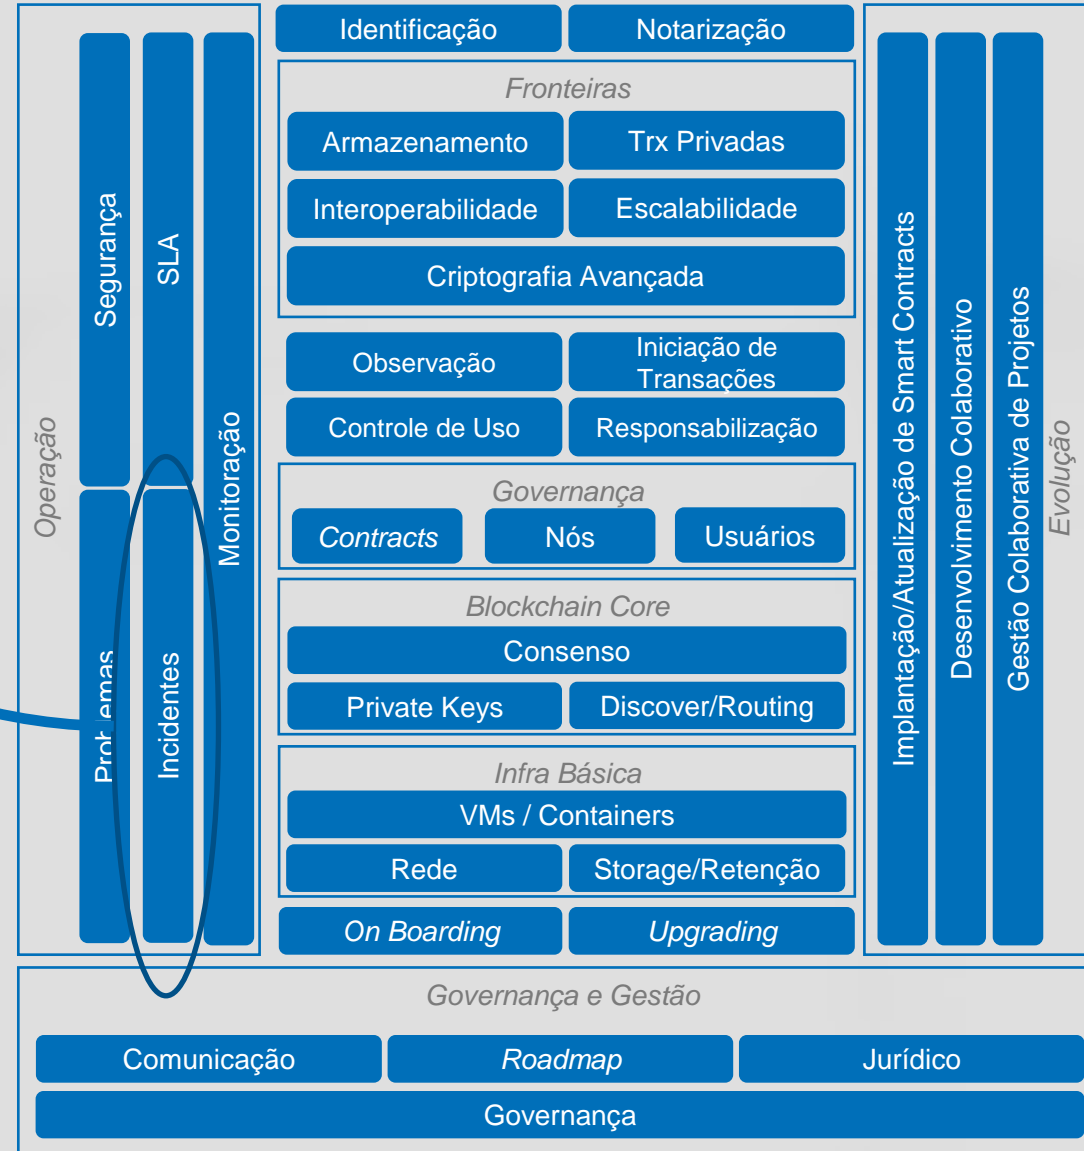 Operação
Segurança
Problemas
SLA
Incidentes
Monitoração
Identificação
Notarização
Fronteiras
Armazenamento
Trx Privadas
Interoperabilidade
Escalabilidade
Criptografia Avançada
Observação
Iniciação de
Transações
Controle de Uso
Responsabilização
Governança
Contracts
Nós
Usuários
Blockchain Core
Consenso
Private Keys
Discover/Routing
Infra Básica
VMs / Containers
Rede
Storage/Retenção
On Boarding
Upgrading
Implantação/Atualização de Smart Contracts
Desenvolvimento Colaborativo
Gestão Colaborativa de Projetos
Evolução
Governança e Gestão
Comunicação
Roadmap
Jurídico
Governança